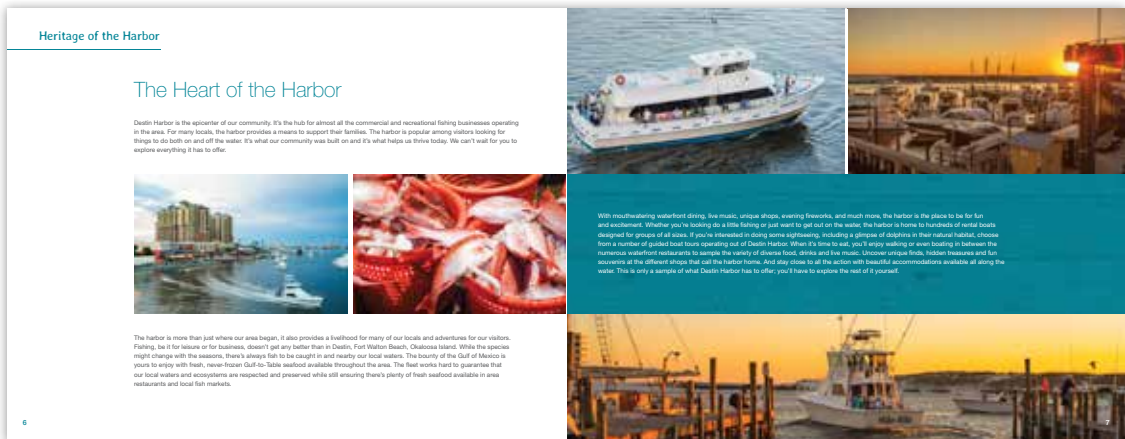 Heritage of the Harbor
The Heart of the Harbor
Destin Harbor is the epicenter of our community. It's the hub for almost all the commercial and recreational fishing businesses operating
in the area. For many locals, the harbor provides a means to support their families. The harbor is popular among visitors looking for
things to do both on and off the water. It's what our community was built on and it's what helps us thrive today. We can't wait for you to
explore everything it has to offer.
The harbor is more than just where our area began, it also provides a livelihood for many of our locals and adventures for our visitors.
Fishing, be it for leisure or for business, doesn't get any better than in Destin, Fort Walton Beach, Okaloosa Island. While the species
might change with the seasons, there's always fish to be caught in and nearby our local waters. The bounty of the Gulf of Mexico is
yours to enjoy with fresh, never-frozen Gulf-to-Table seafood available throughout the area. The fleet works hard to guarantee that
our local waters and ecosystems are respected and preserved while still ensuring there's plenty of fresh seafood available in area
restaurants and local fish markets.
6
With mouthwatering waterfront dining, live music, unique shops, evening fireworks, and much more, the harbor is the place to be for fun
and excitement. Whether you're looking do a little fishing or just want to get out on the water, the harbor is home to hundreds of rental boats
designed for groups of all sizes. If you're interested in doing some sightseeing, including a glimpse of dolphins in their natural habitat, choose
from a number of guided boat tours operating out of Destin Harbor. When it's time to eat, you'll enjoy walking or even boating in between the
numerous waterfront restaurants to sample the variety of diverse food, drinks and live music. Uncover unique finds, hidden treasures and fun
souvenirs at the different shops that call the harbor home. And stay close to all the action with beautiful accommodations available all along the
water. This is only a sample of what Destin Harbor has to offer; you'll have to explore the rest of it yourself.
7